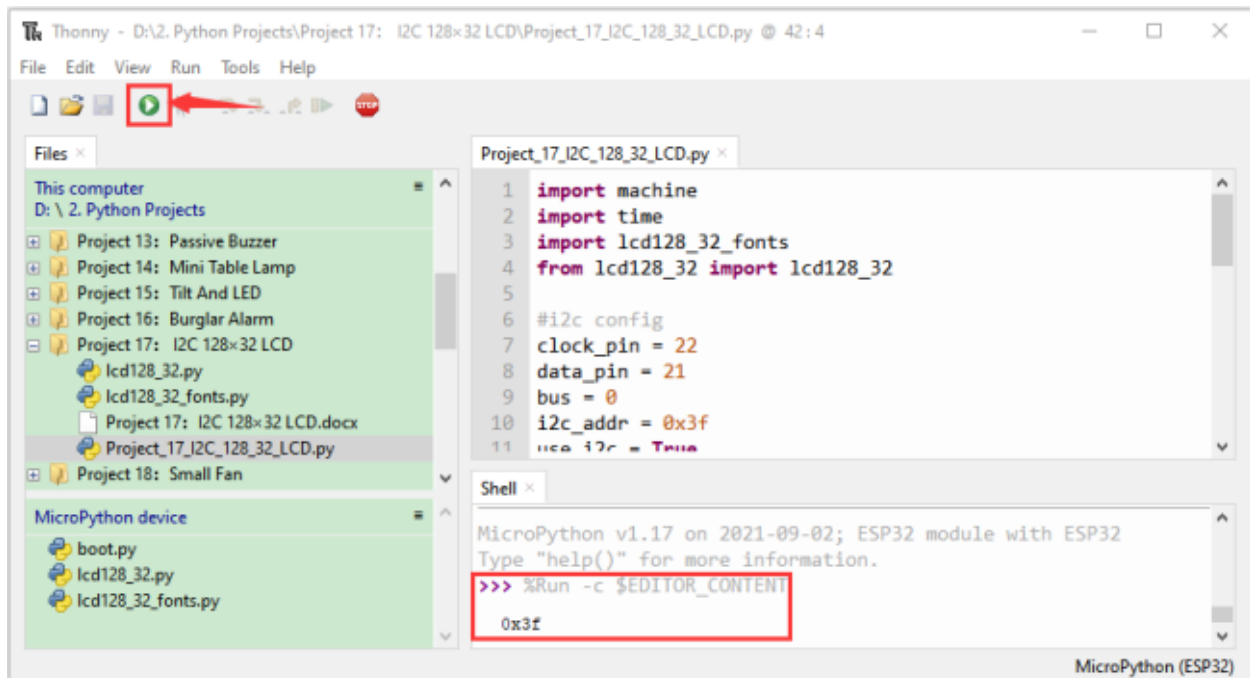 Thonny - D:\2. Python Projects\Project 17: I2C 128×32 LCD\Project_17_I2C_128_32_LCD.py @ 42:4
File Edit View Run Tools Help
STOP
Files ×
This computer
D: \ 2. Python Projects
Project 13: Passive Buzzer
Project 14: Mini Table Lamp
Project 15: Tilt And LED
Project 16: Burglar Alarm
Project 17: I2C 128×32 LCD
lcd128_32.py
lcd128_32_fonts.py
Project 17: I2C 128×32 LCD.docx
Project_17_I2C_128_32_LCD.py
Project 18: Small Fan
MicroPython device
boot.py
lcd128_32.py
lcd128_32_fonts.py
Project_17_I2C_128_32_LCD.py ×
1 import machine
2 import time
3 import lcd128_32_fonts
4 from lcd128_32 import lcd128_32
5
6 #i2c config
7 clock_pin = 22
8 data_pin = 21
9 bus = 0
10 i2c_addr = 0x3f
11 use_i2c = True
Shell ×
MicroPython v1.17 on 2021-09-02; ESP32 module with ESP32
Type "help()" for more information.
>>> %Run -c $EDITOR_CONTENT
0x3f
MicroPython (ESP32)